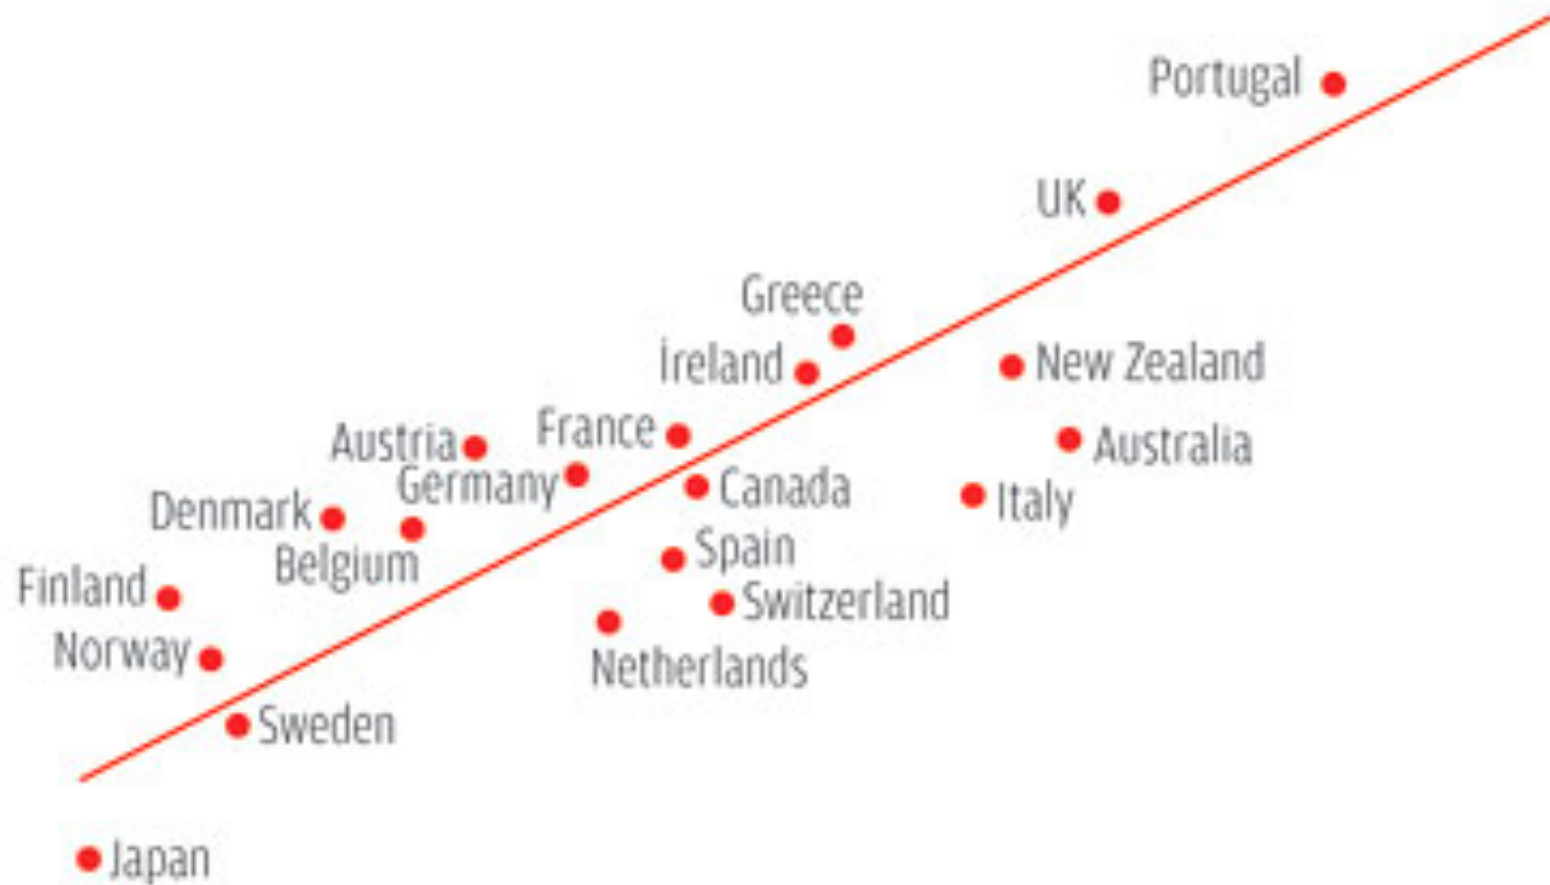 Portugal
UK
Greece
İreland
New Zealand
France
Austria
Australia
Germany
Canada
Italy
Denmark
Spain
Belgium
Finland
Switzerland
Norway
Netherlands
Sweden
Japan